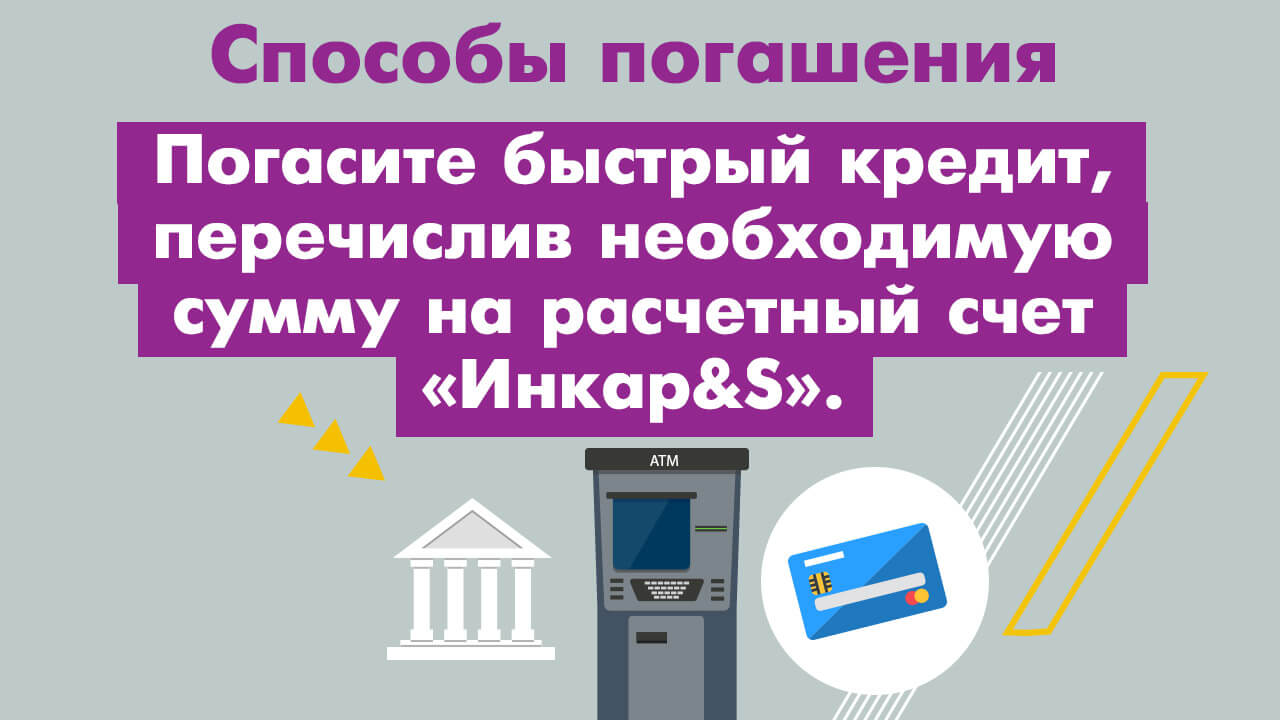 Способы погашения
Погасите быстрый кредит,
перечислив необходимую
сумму на расчетный счет
«Инкар&S».
ATM